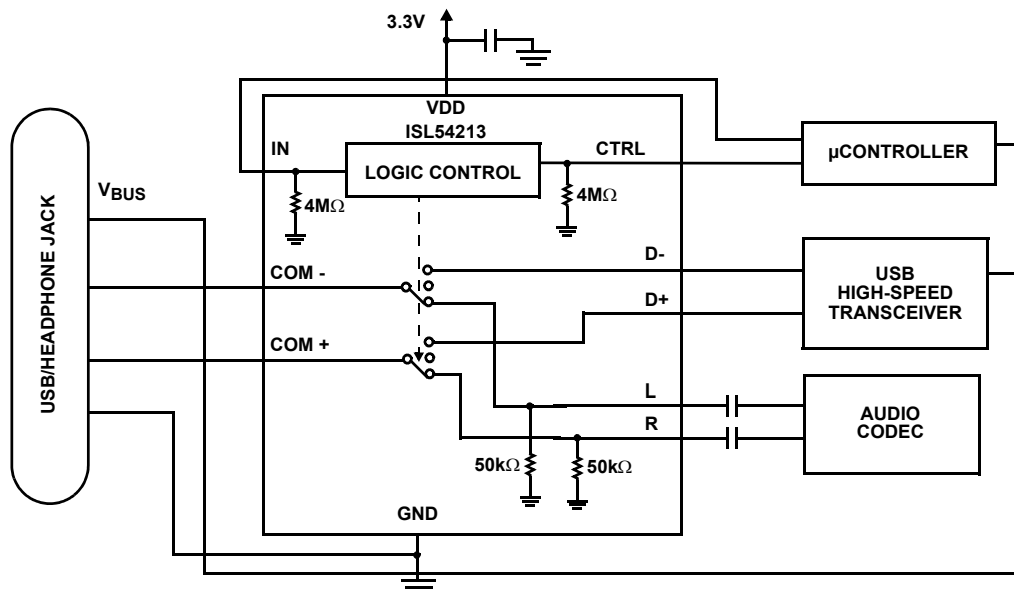 3.3V
VDD
ISL54213
IN
LOGIC CONTROL
CTRL
µCONTROLLER
4MΩ
4MΩ
VBUS
USB/HEADPHONE JACK
COM -
D-
USB
HIGH-SPEED
TRANSCEIVER
D+
COM +
L
R
AUDIO
CODEC
50kΩ
50kΩ
GND